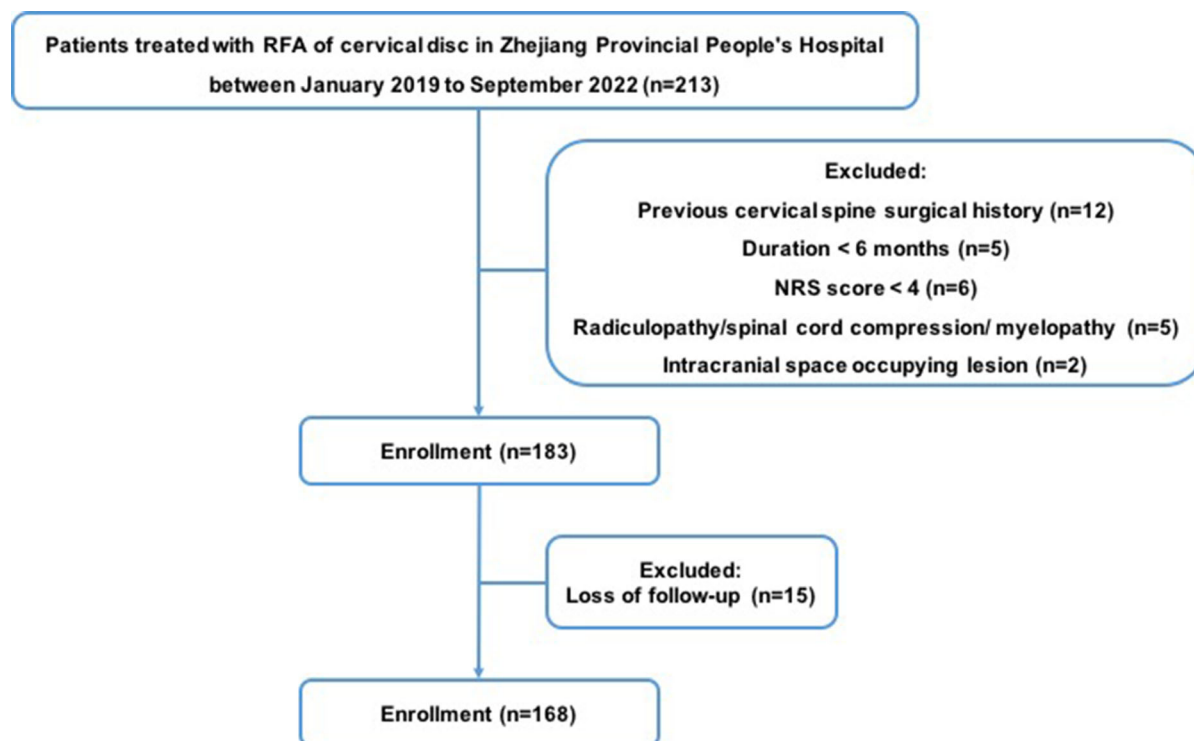 Patients treated with RFA of cervical disc in Zhejiang Provincial People's Hospital
between January 2019 to September 2022 (n=213)
Excluded:
Previous cervical spine surgical history (n=12)
Duration < 6 months (n=5)
NRS score < 4 (n=6)
Radiculopathy/spinal cord compression/ myelopathy (n=5)
Intracranial space occupying lesion (n=2)
Enrollment (n=183)
Excluded:
Loss of follow-up (n=15)
Enrollment (n=168)